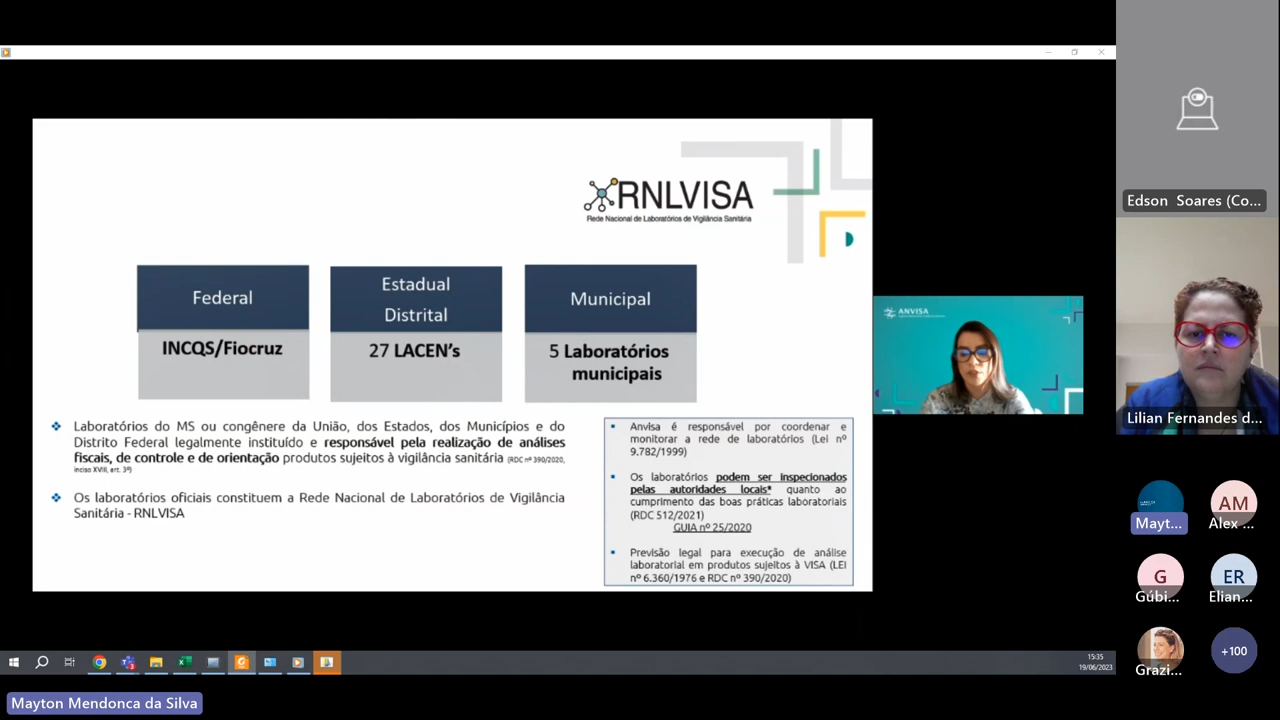 RNLVISA
Rede Nacional de Laboratórios de Vigilância Sanitária
Federal
INCQS/Fiocruz
Estadual
Distrital
27 LACEN’s
Municipal
5 Laboratórios
municipais
Laboratórios do MS ou congênere da União, dos Estados, dos Municípios e do
Distrito Federal legalmente instituído e responsável pela realização de análises
fiscais, de controle e de orientação produtos sujeitos à vigilância sanitária (RDC nº 390/2020,
inciso XVIII, art. 3º)
Os laboratórios oficiais constituem a Rede Nacional de Laboratórios de Vigilância
Sanitária - RNLVISA
Anvisa é responsável por coordenar e
monitorar a rede de laboratórios (Lei nº
9.782/1999)
Os laboratórios podem ser inspecionados
pelas autoridades locais* quanto ao
cumprimento das boas práticas laboratoriais
(RDC 512/2021)
GUIA nº 25/2020
Previsão legal para execução de análise
laboratorial em produtos sujeitos à VISA (LEI
nº 6.360/1976 e RDC nº 390/2020)
ANVISA
Edson Soares (Co...
Lilian Fernandes d...
Mayt...
AM
Alex ...
G
Gúbi...
ER
Elian...
Grazi...
+100
15:35
19/06/2023
Mayton Mendonca da Silva